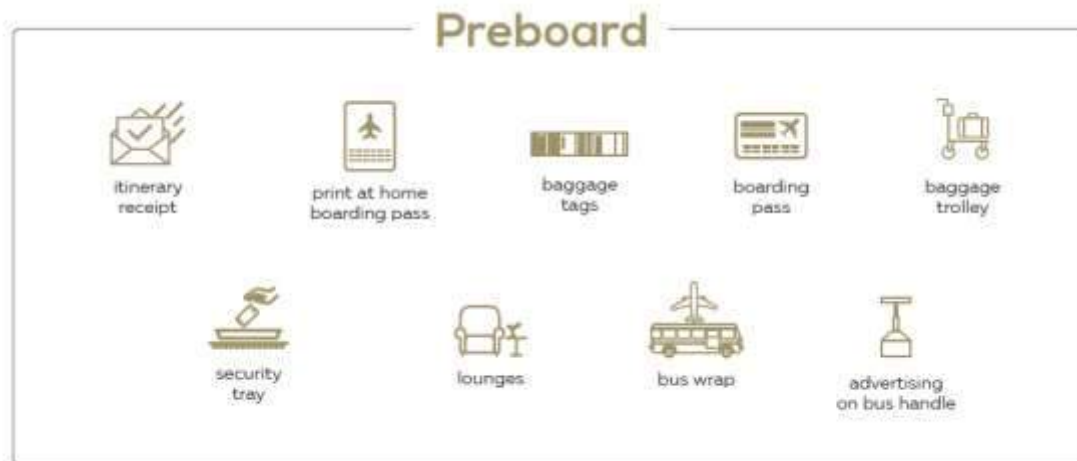 Preboard
itinerary
receipt
print at home
boarding pass
baggage
tags
boarding
pass
baggage
trolley
security
tray
lounges
bus wrap
advertising
on bus handle